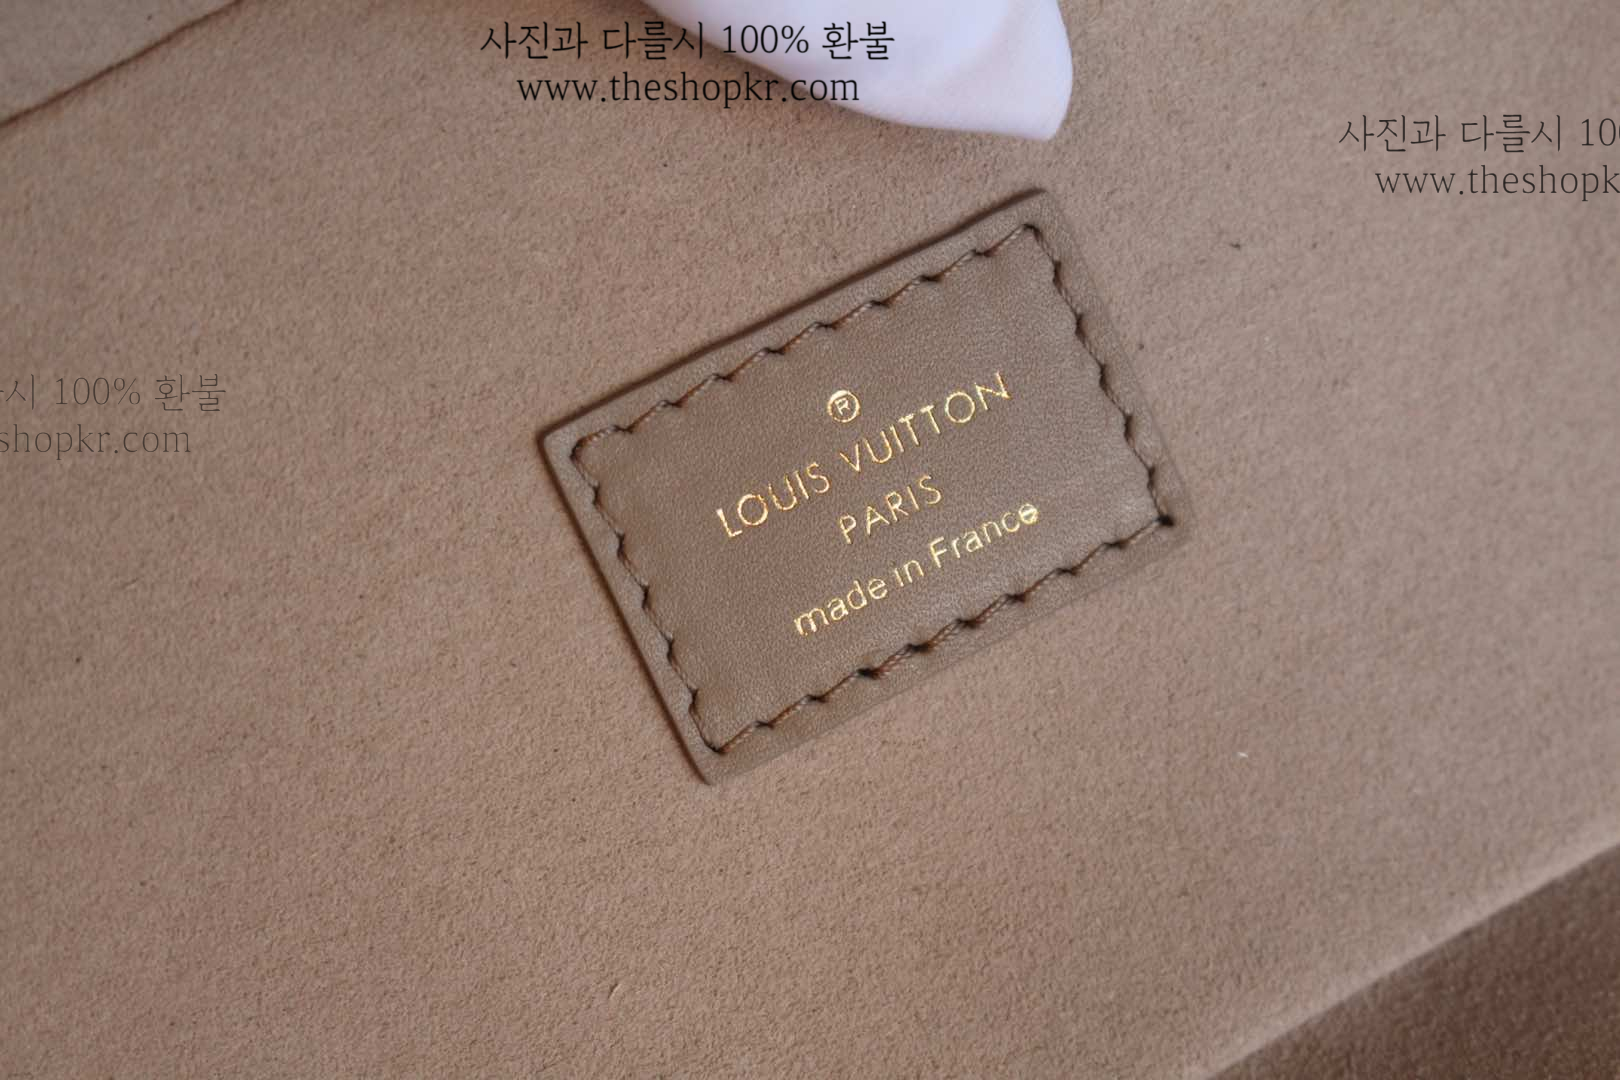 사진과 다를시 100% 환불
www.theshopkr.com
사진과 다를시 10
www.theshopk
시 100% 환불
shopkr.com
®
LOUIS VUITTON
PARIS
made in France